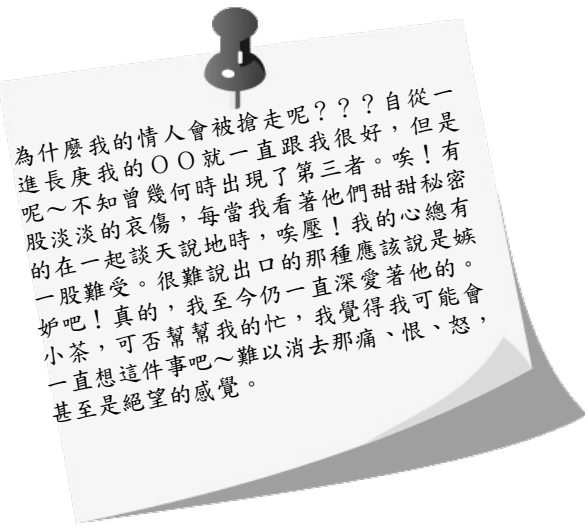 為什麼我的情人會被搶走呢？？？自從一
進長庚我的ＯＯ就一直跟我很好，但是
呢～不知曾幾何時出現了第三者。唉！有
股淡淡的哀傷，每當我看著他們甜甜秘密
的在一起談天說地時，唉壓！我的心總有
一股難受。很難說出口的那種應該說是嫉
妒吧！真的，我至今仍一直深愛著他的。
小茶，可否幫幫我的忙，我覺得我可能會
一直想這件事吧～難以消去那痛、恨、怒，
甚至是絕望的感覺。